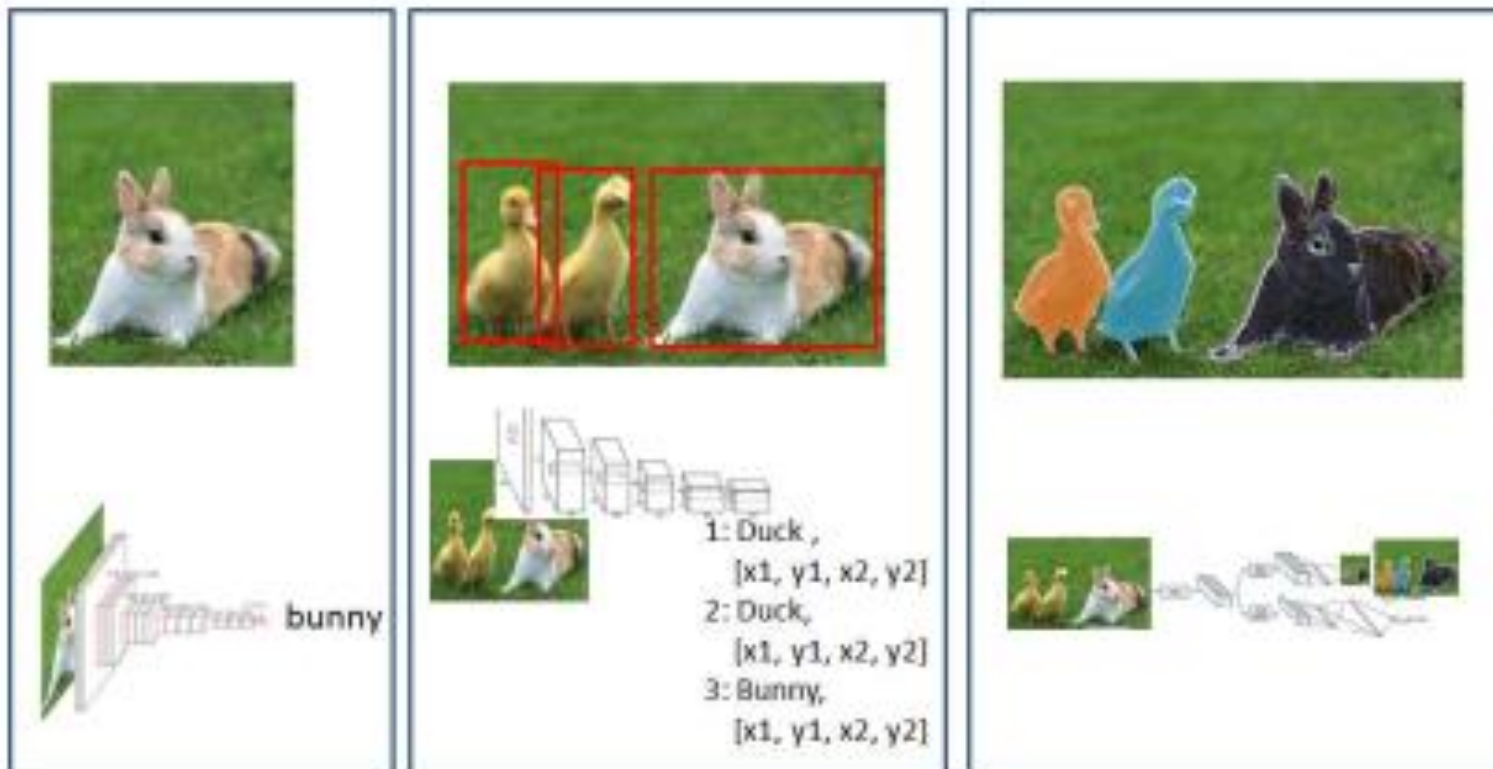 bunny
1: Duck ,
[x1, y1, x2, y2]
2: Duck,
[x1, y1, x2, y2]
3: Bunny,
[x1, y1, x2, y2]